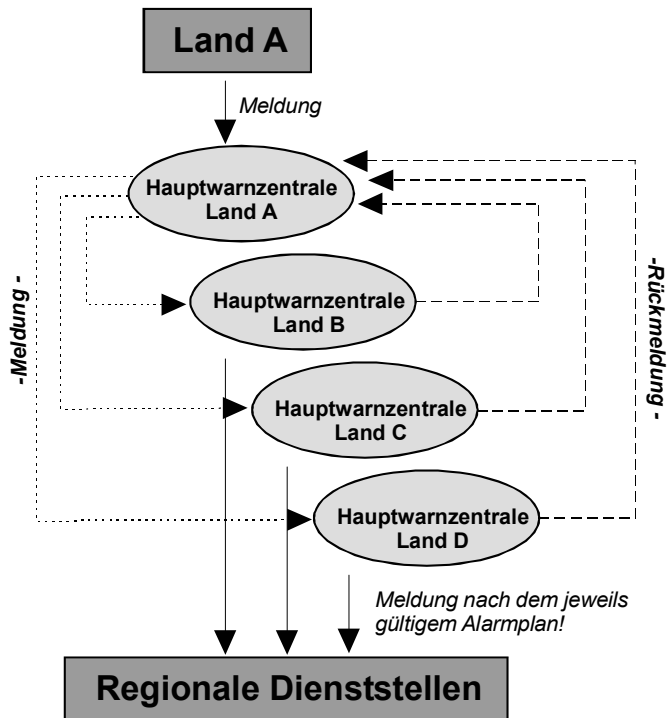 Land A
Meldung
Hauptwarnzentrale
Land A
-Meldung -
-Rückmeldung -
Hauptwarnzentrale
Land B
Hauptwarnzentrale
Land C
Hauptwarnzentrale
Land D
Meldung nach dem jeweils
gültigem Alarmplan!
Regionale Dienststellen